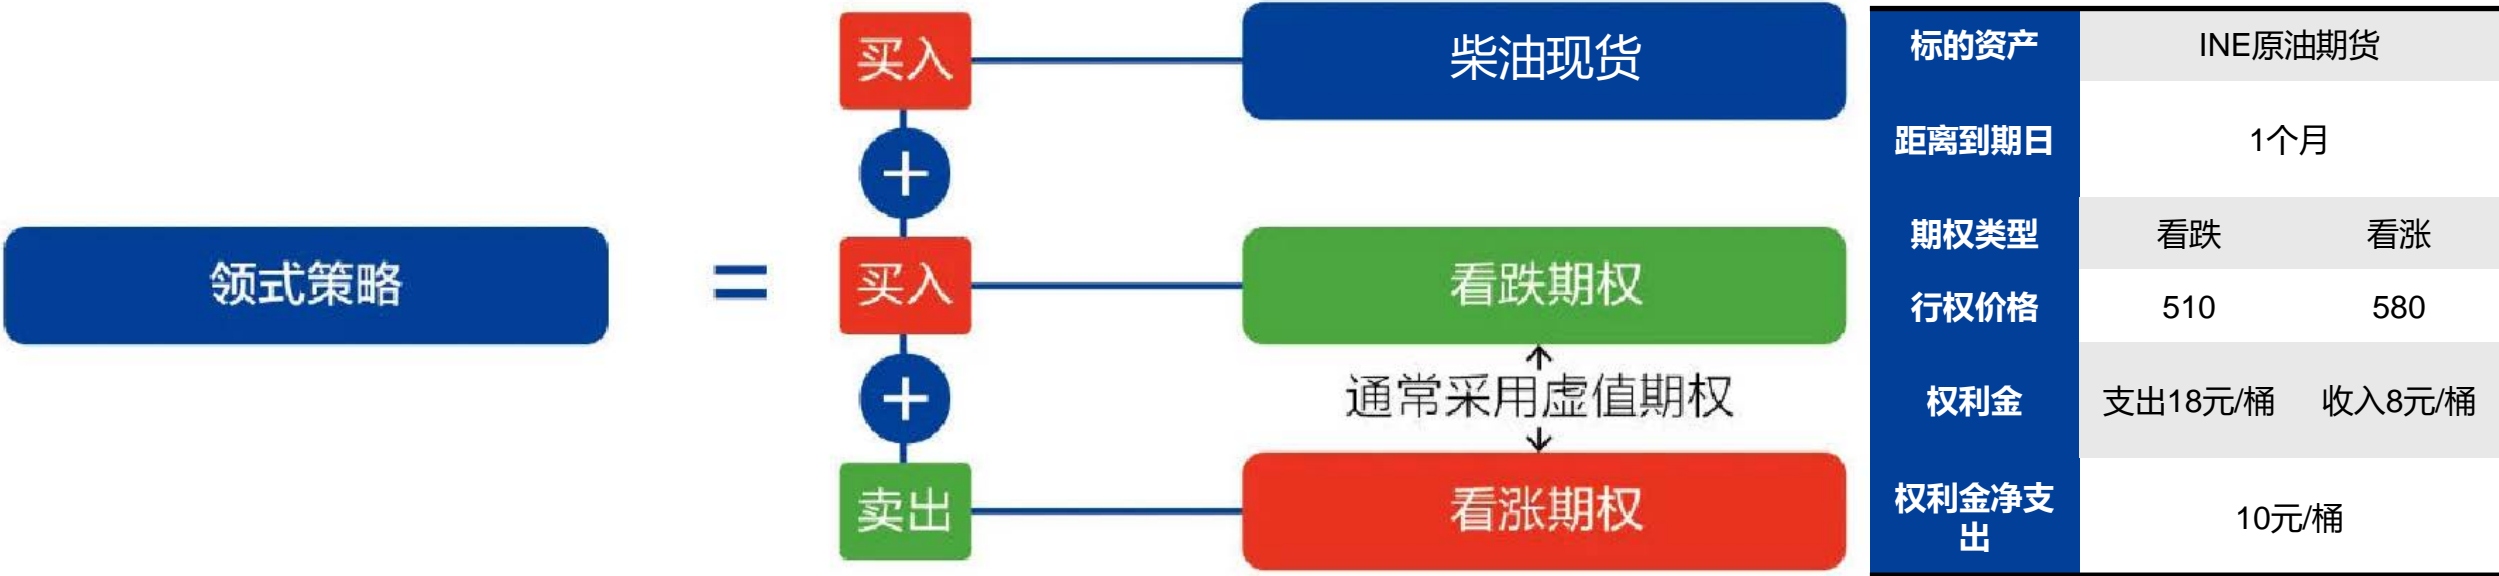 买入
柴油现货
+
领式策略
=
买入
看跌期权
通常采用虚值期权
+
卖出
看涨期权
标的资产 INE原油期货
距离到期日 1个月
期权类型 看跌 看涨
行权价格 510 580
权利金 支出18元/桶 收入8元/桶
权利金净支
出
10元/桶